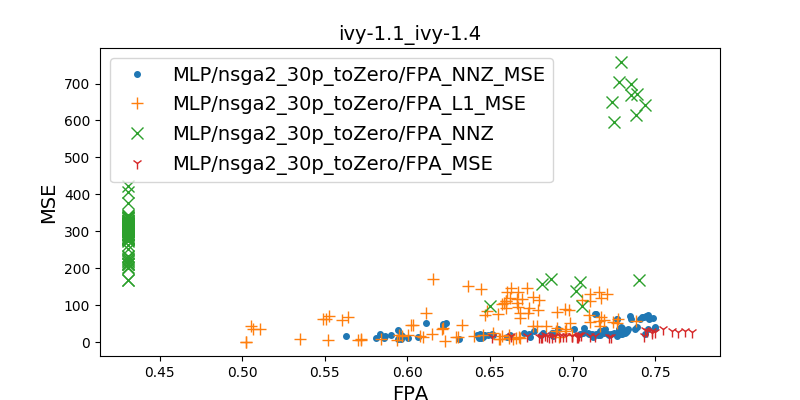 ivy-1.1_ivy-1.4
MLP/nsga2_30p_toZero/FPA_NNZ_MSE
MLP/nsga2_30p_toZero/FPA_L1_MSE
MLP/nsga2_30p_toZero/FPA_NNZ
MLP/nsga2_30p_toZero/FPA_MSE
MSE
700
600
500
400
300
200
100
0
0.45 0.50 0.55 0.60 0.65 0.70 0.75
FPA